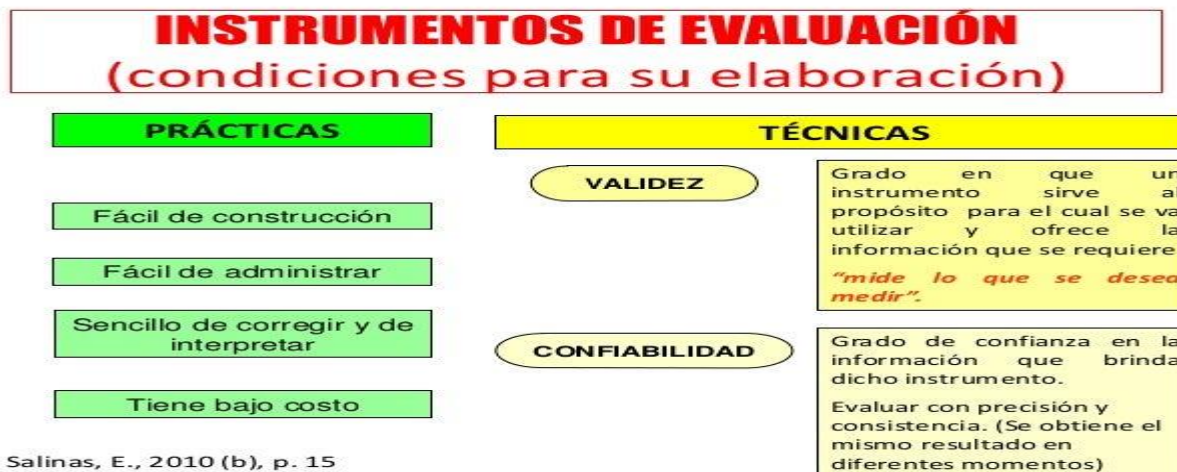 INSTRUMENTOS DE EVALUACIÓN
(condiciones para su elaboración)
PRÁCTICAS
Fácil de construcción
Fácil de administrar
Sencillo de corregir y de
interpretar
Tiene bajo costo
Salinas, E., 2010 (b), p. 15
TÉCNICAS
VALIDEZ
Grado en que un
instrumento sirve al
propósito para el cual se va
utilizar y ofrece la
información que se requiere
“mide lo que se desea
medir”.
CONFIABILIDAD
Grado de confianza en la
información que brinda
dicho instrumento.
Evaluar con precisión y
consistencia. (Se obtiene el
mismo resultado en
diferentes momentos)